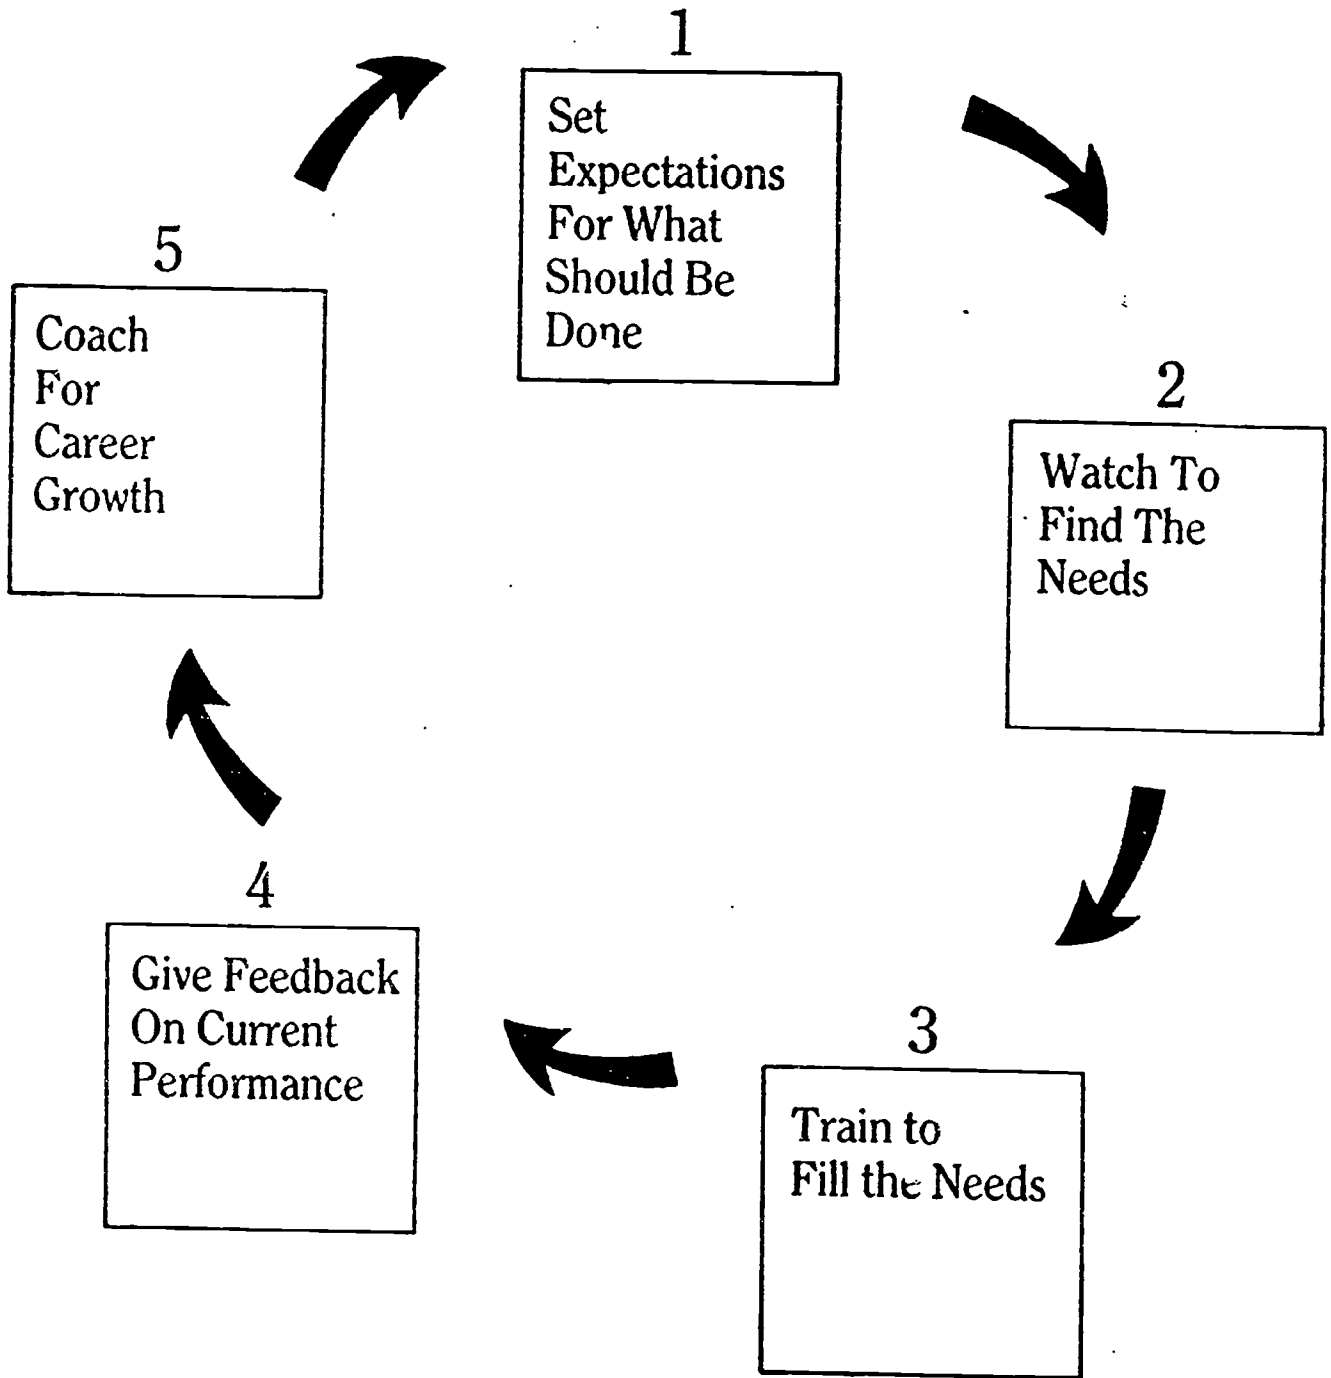 1
Set
Expectations
For What
Should Be
Done
2
Watch To
Find The
Needs
3
Train to
Fill the Needs
4
Give Feedback
On Current
Performance
5
Coach
For
Career
Growth